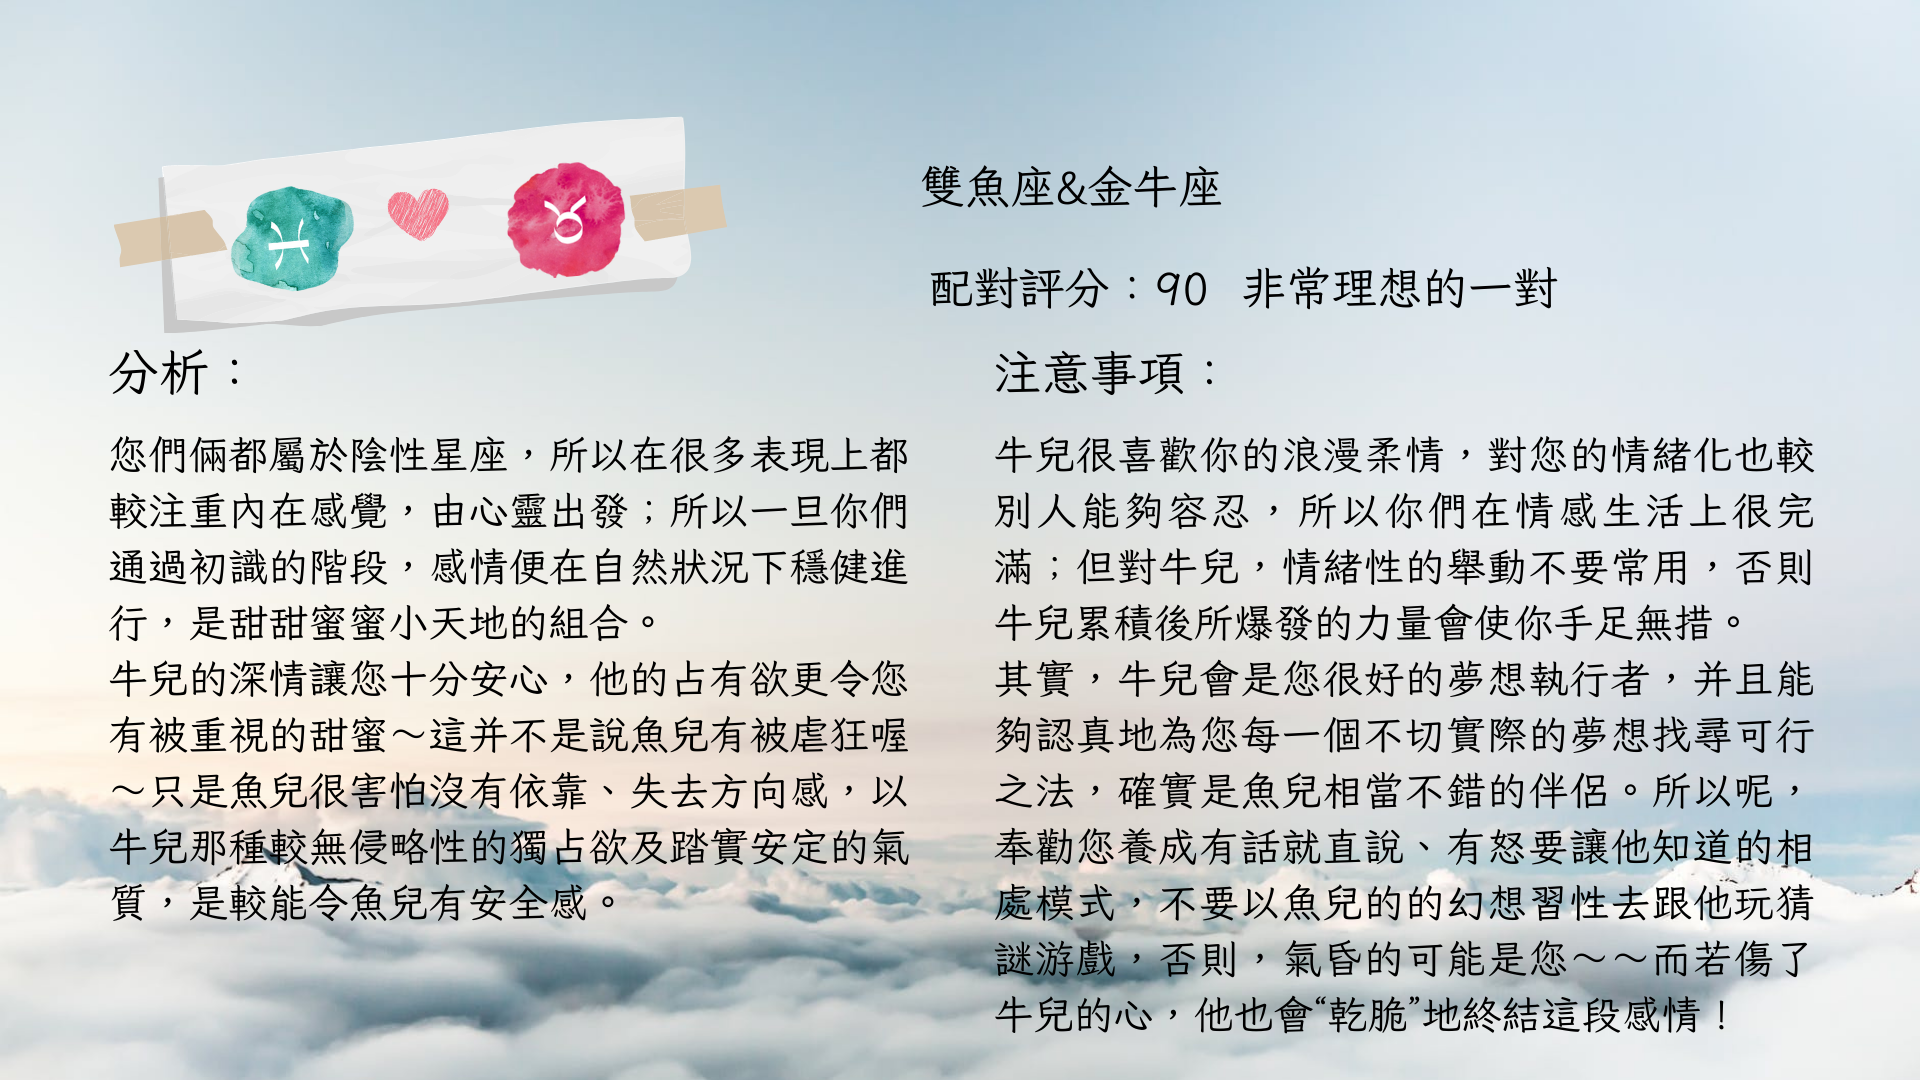 雙魚座&金牛座
配對評分：90 非常理想的一對
分析：
您們倆都屬於陰性星座，所以在很多表現上都
較注重內在感覺，由心靈出發；所以一旦你們
通過初識的階段，感情便在自然狀況下穩健進
行，是甜甜蜜蜜小天地的組合。
牛兒的深情讓您十分安心，他的占有欲更令您
有被重視的甜蜜～這并不是說魚兒有被虐狂喔
～只是魚兒很害怕沒有依靠、失去方向感，以
牛兒那種較無侵略性的獨占欲及踏實安定的氣
質，是較能令魚兒有安全感。
注意事項：
牛兒很喜歡你的浪漫柔情，對您的情緒化也較
別人能夠容忍，所以你們在情感生活上很完
滿；但對牛兒，情緒性的舉動不要常用，否則
牛兒累積後所爆發的力量會使你手足無措。
其實，牛兒會是您很好的夢想執行者，并且能
夠認真地為您每一個不切實際的夢想找尋可行
之法，確實是魚兒相當不錯的伴侶。所以呢，
奉勸您養成有話就直說、有怒要讓他知道的相
處模式，不要以魚兒的的幻想習性去跟他玩猜
謎游戲，否則，氣昏的可能是您～～而若傷了
牛兒的心，他也會“乾脆”地終結這段感情！